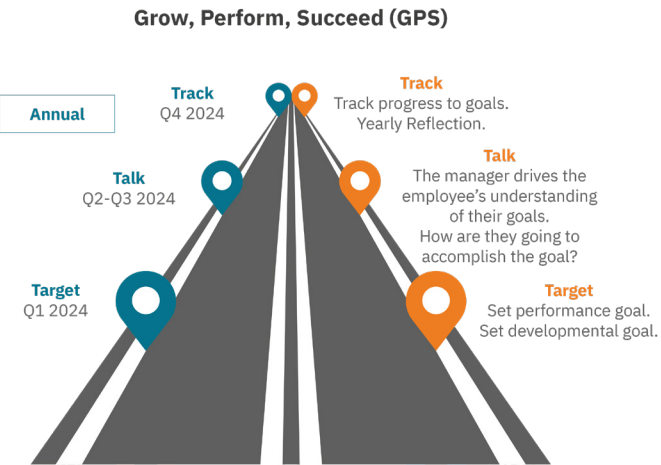 Grow, Perform, Succeed (GPS)
Annual
Track
Q4 2024
Track
Track progress to goals.
Yearly Reflection.
Talk
Q2-Q3 2024
Talk
The manager drives the
employee's understanding
of their goals.
How are they going to
accomplish the goal?
Target
Q1 2024
Target
Set performance goal.
Set developmental goal.